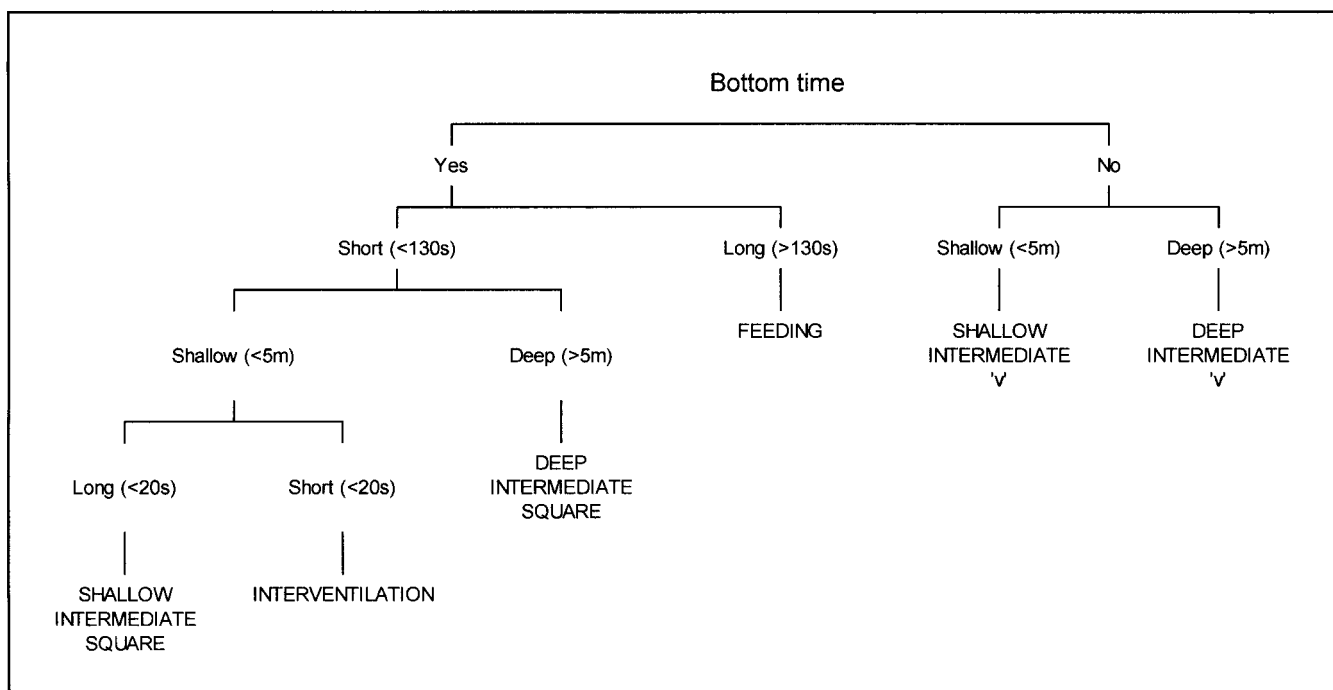 Bottom time
Yes
No
Short (<130s)
Long (>130s)
Shallow (<5m)
Deep (>5m)
FEEDING
SHALLOW
INTERMEDIATE
'v'
DEEP
INTERMEDIATE
'v'
Shallow (<5m)
Deep (>5m)
Long (<20s)
Short (<20s)
DEEP
INTERMEDIATE
SQUARE
SHALLOW
INTERMEDIATE
SQUARE
INTERVENTILATION